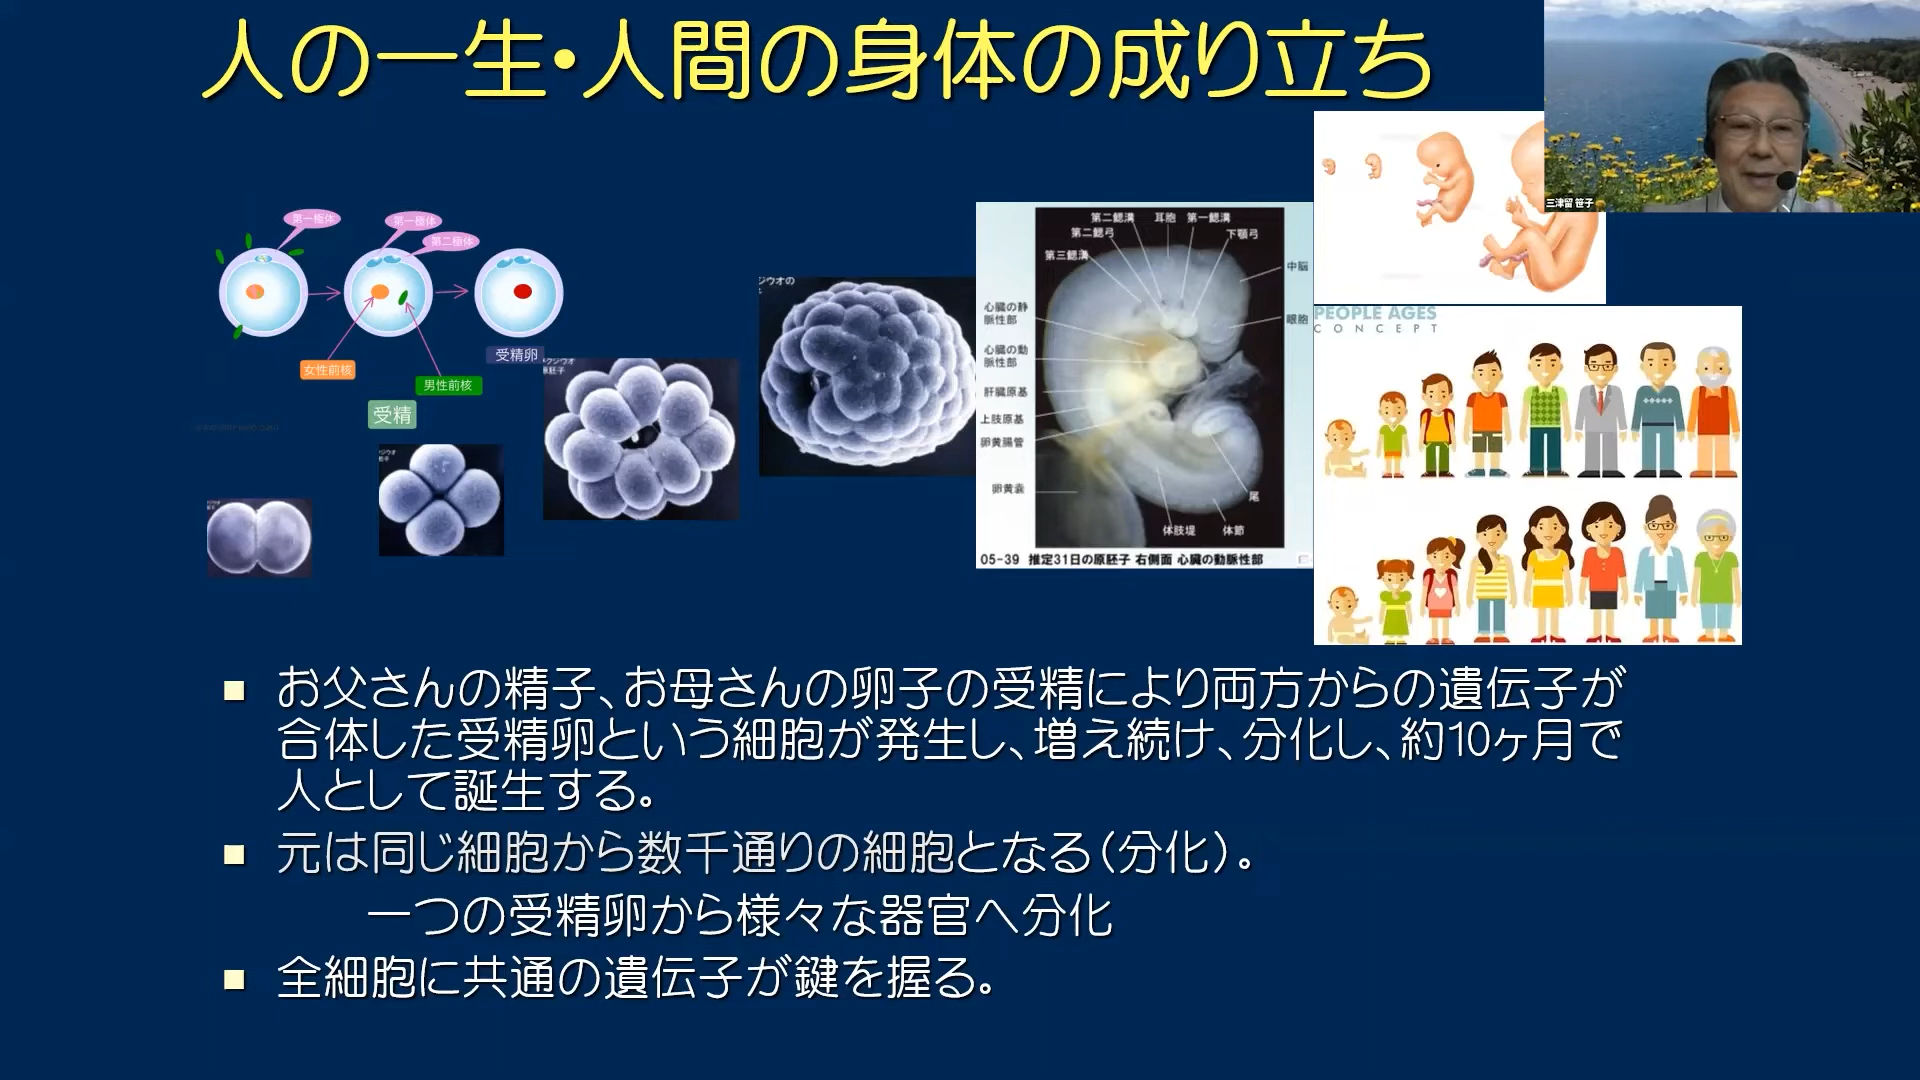 人の一生・人間の身体の成り立ち
三津留 笹子
第一極体
第一極体
第二極体
女性前核
男性前核
受精卵
受精
第二鰓溝 耳胞 第一鰓溝
第二鰓弓
下顎弓
第三鰓溝
中脳
心臓の静
脈性部
眼胞
心臓の動
脈性部
肝臓原基
上肢原基
卵黄腸管
卵黄嚢
尾
体肢堤
体節
05-39 推定31日の原胚子 右側面 心臓の動脈性部
PEOPLE AGES
CONCEPT
■ お父さんの精子、お母さんの卵子の受精により両方からの遺伝子が
合体した受精卵という細胞が発生し、増え続け、分化し、約10ヶ月で
人として誕生する。
■ 元は同じ細胞から数千通りの細胞となる(分化)。
一つの受精卵から様々な器官へ分化
■ 全細胞に共通の遺伝子が鍵を握る。